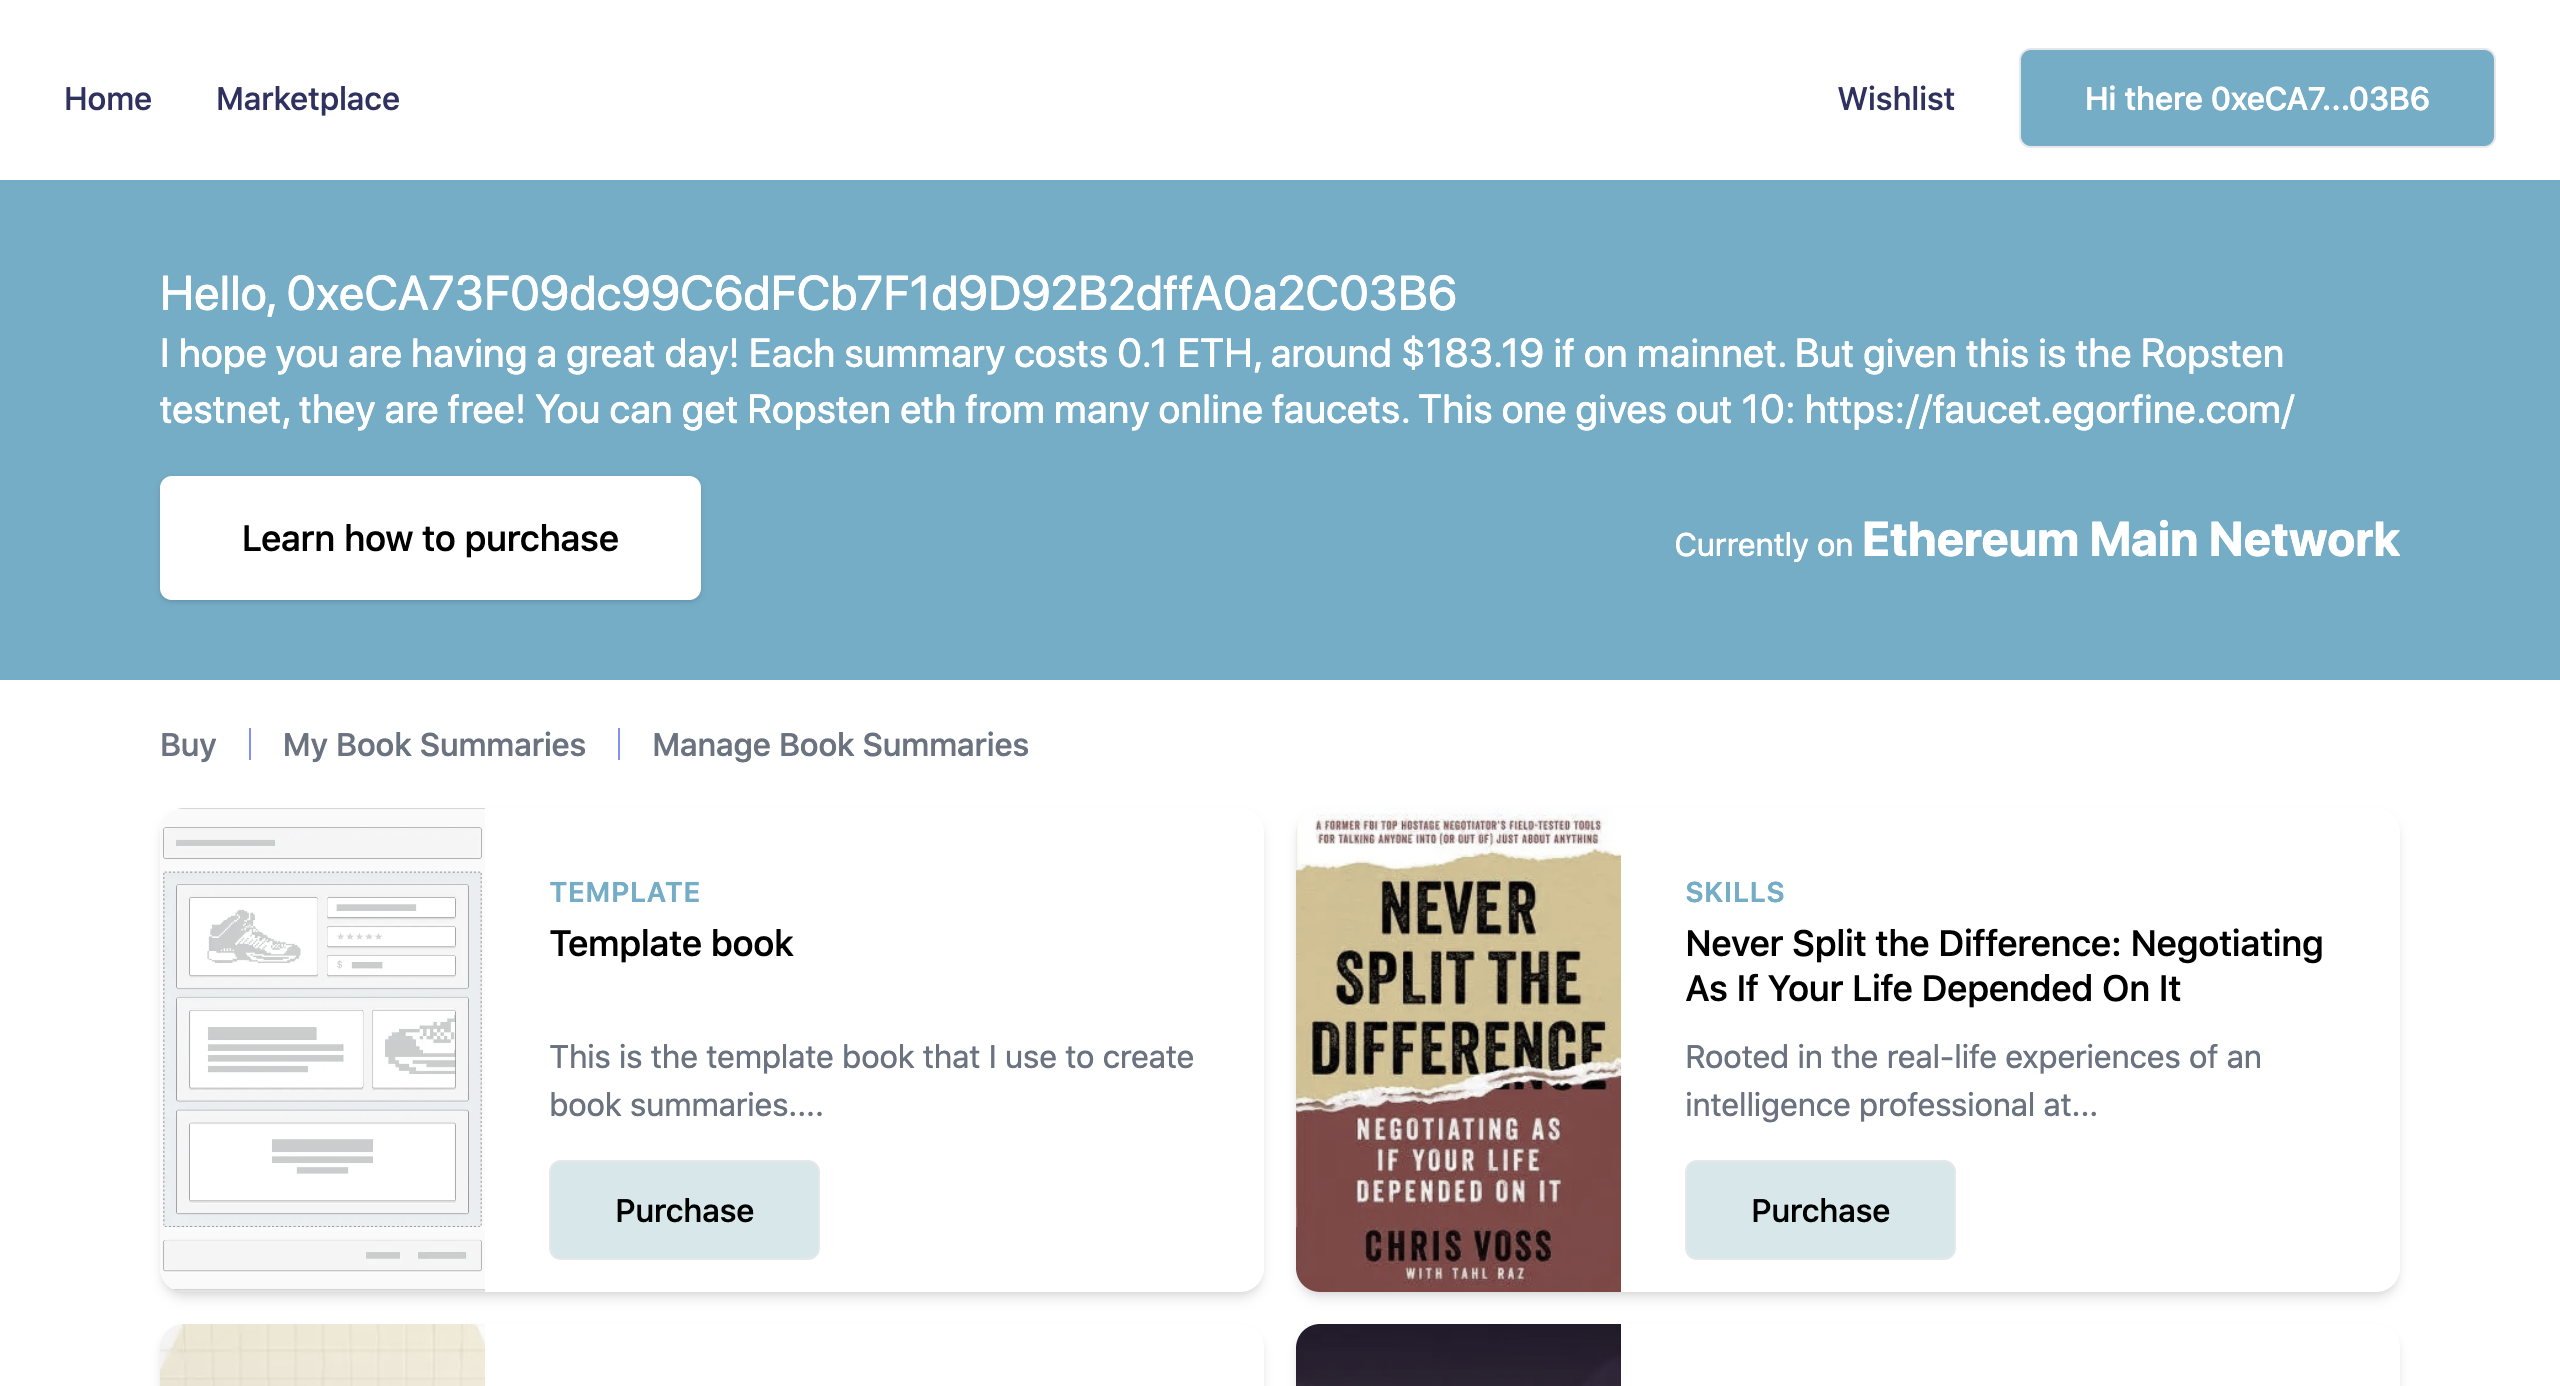 Home
Marketplace
Wishlist
Hi there 0xeCA7...03B6
Hello, 0xeCA73F09dc99C6dFCb7F1d9D92B2dffA0a2C03B6
I hope you are having a great day! Each summary costs 0.1 ETH, around $183.19 if on mainnet. But given this is the Ropsten
testnet, they are free! You can get Ropsten eth from many online faucets. This one gives out 10: https://faucet.egorfine.com/
Learn how to purchase
Currently on Ethereum Main Network
Buy
My Book Summaries
Manage Book Summaries
$
TEMPLATE
Template book
This is the template book that I use to create
book summaries....
Purchase
A FORMER FBI TOP HOSTAGE NEGOTIATOR'S FIELD-TESTED TOOLS
FOR TALKING ANYONE INTO (OR OUT OF) JUST ABOUT ANYTHING
NEVER
SPLIT THE
DIFFERENCE
NEGOTIATING AS
IF YOUR LIFE
DEPENDED ON IT
CHRIS VOSS
WITH TAHL RAZ
SKILLS
Never Split the Difference: Negotiating
As If Your Life Depended On It
Rooted in the real-life experiences of an
intelligence professional at...
Purchase